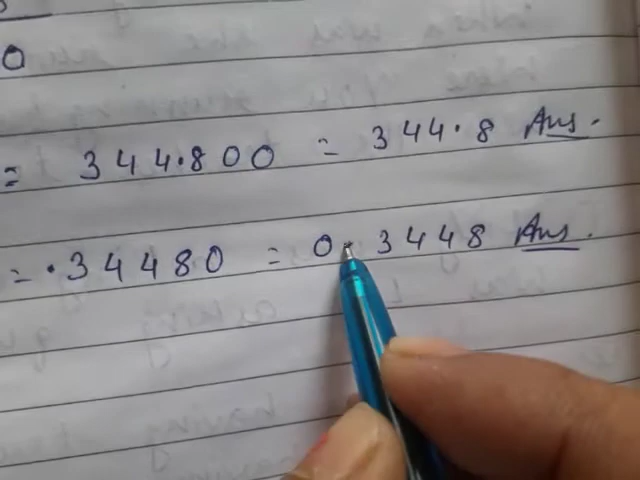 0
= 344.800 = 344.8 Ans.
= .34480 = 0.3448 Ans.